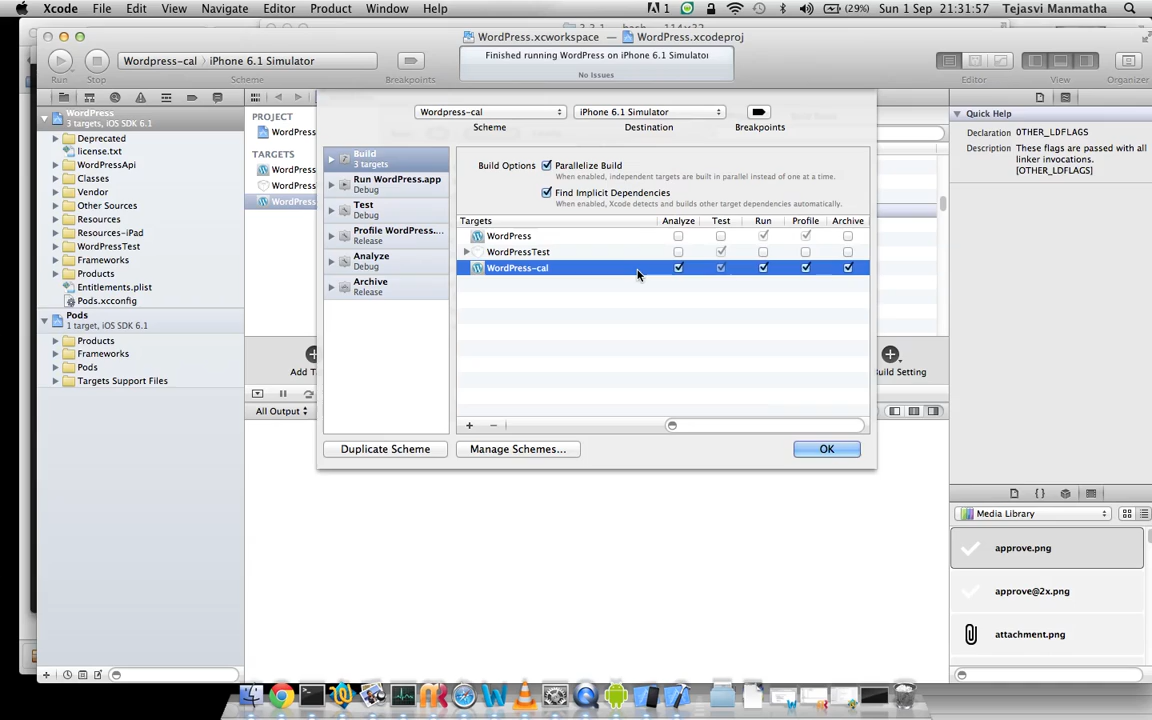 Xcode File Edit View Navigate Editor Product Window Help 1 (29%) Sun 1 Sep 21:31:57 Tejasvi Manmatha
WordPress.xcworkspace — WordPress.xcodeproj
Wordpress-cal 〉 iPhone 6.1 Simulator
Finished running WordPress on iPhone 6.1 Simulator
No Issues
Run Stop Scheme Breakpoints Editor View Organizer
WordPress
3 targets, iOS SDK 6.1
Deprecated
license.txt
WordPressApi
Classes
Vendor
Other Sources
Resources
Resources-iPad
WordPressTest
Frameworks
Products
Entitlements.plist
Pods.xcconfig
Pods
1 target, iOS SDK 6.1
Products
Frameworks
Pods
Targets Support Files
PROJECT
WordPress
TARGETS
WordPress
WordPress
WordPress
All Output
Wordpress-cal iPhone 6.1 Simulator
Scheme Destination Breakpoints
Build
3 targets
Run WordPress.app
Debug
Test
Debug
Profile WordPress....
Release
Analyze
Debug
Archive
Release
Build Options Parallelize Build
When enabled, independent targets are built in parallel instead of one at a time.
Find Implicit Dependencies
When enabled, Xcode detects and builds other target dependencies automatically.
Targets Analyze Test Run Profile Archive
WordPress
WordPressTest
WordPress-cal
Duplicate Scheme Manage Schemes... OK
Quick Help
Declaration OTHER_LDFLAGS
Description These flags are passed with all
linker invocations.
[OTHER_LDFLAGS]
Media Library
approve.png
approve@2x.png
attachment.png